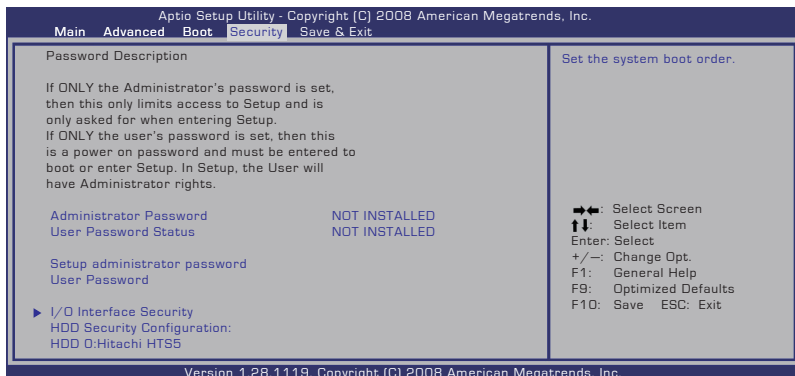 Aptio Setup Utility - Copyright (C) 2008 American Megatrends, Inc.
Main Advanced Boot Security Save & Exit
Password Description
If ONLY the Administrator's password is set,
then this only limits access to Setup and is
only asked for when entering Setup.
If ONLY the user's password is set, then this
is a power on password and must be entered to
boot or enter Setup. In Setup, the User will
have Administrator rights.
Administrator Password NOT INSTALLED
User Password Status NOT INSTALLED
Setup administrator password
User Password
I/O Interface Security
HDD Security Configuration:
HDD 0:Hitachi HTS5
Set the system boot order.
→←: Select Screen
↑↓: Select Item
Enter: Select
+/—: Change Opt.
F1: General Help
F9: Optimized Defaults
F10: Save ESC: Exit
Version 1.28.1119. Copyright (C) 2008 American Megatrends, Inc.